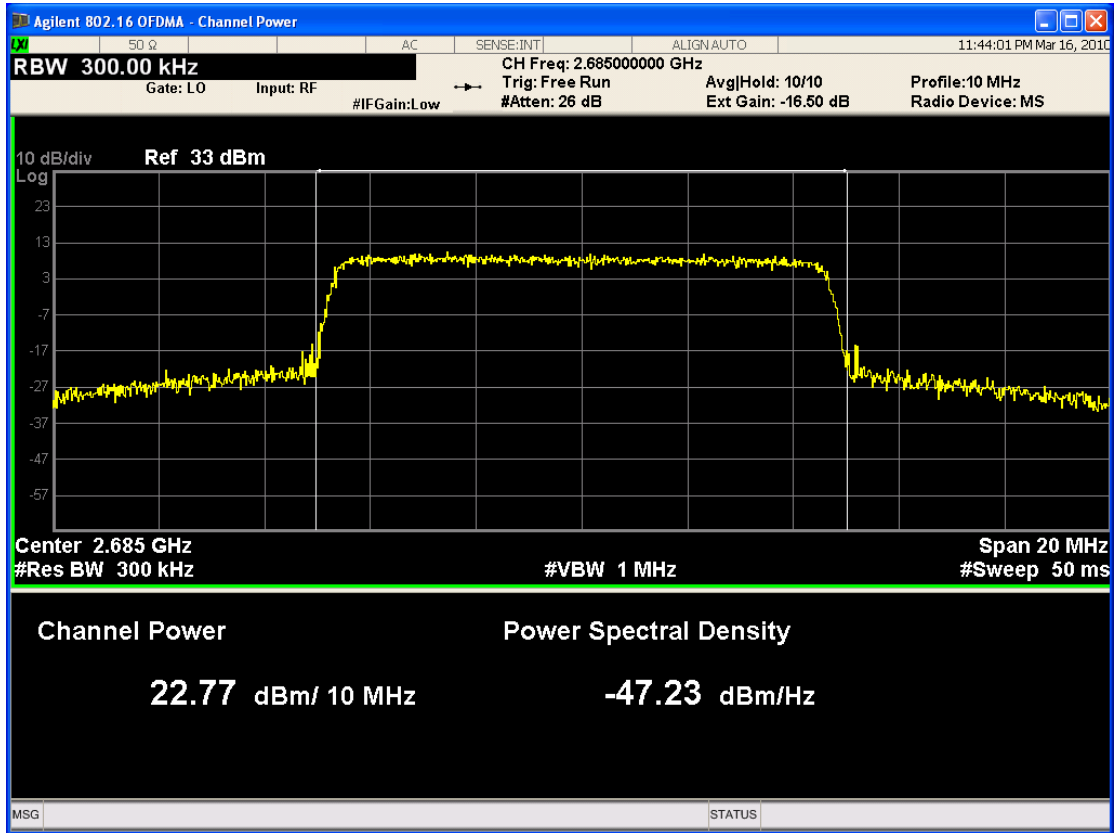 Agilent 802.16 OFDMA - Channel Power
LXI 50 Ω AC SENSE:INT ALIGNAUTO 11:44:01 PM Mar 16, 2010
RBW 300.00 kHz
Gate: LO Input: RF
#IFGain:Low
CH Freq: 2.685000000 GHz
Trig: Free Run
#Atten: 26 dB
Avg|Hold: 10/10
Ext Gain: -16.50 dB
Profile:10 MHz
Radio Device: MS
10 dB/div Ref 33 dBm
Log
23
13
3
-7
-17
-27
-37
-47
-57
Center 2.685 GHz Span 20 MHz
#Res BW 300 kHz #VBW 1 MHz #Sweep 50 ms
Channel Power Power Spectral Density
22.77 dBm/ 10 MHz -47.23 dBm/Hz
MSG STATUS